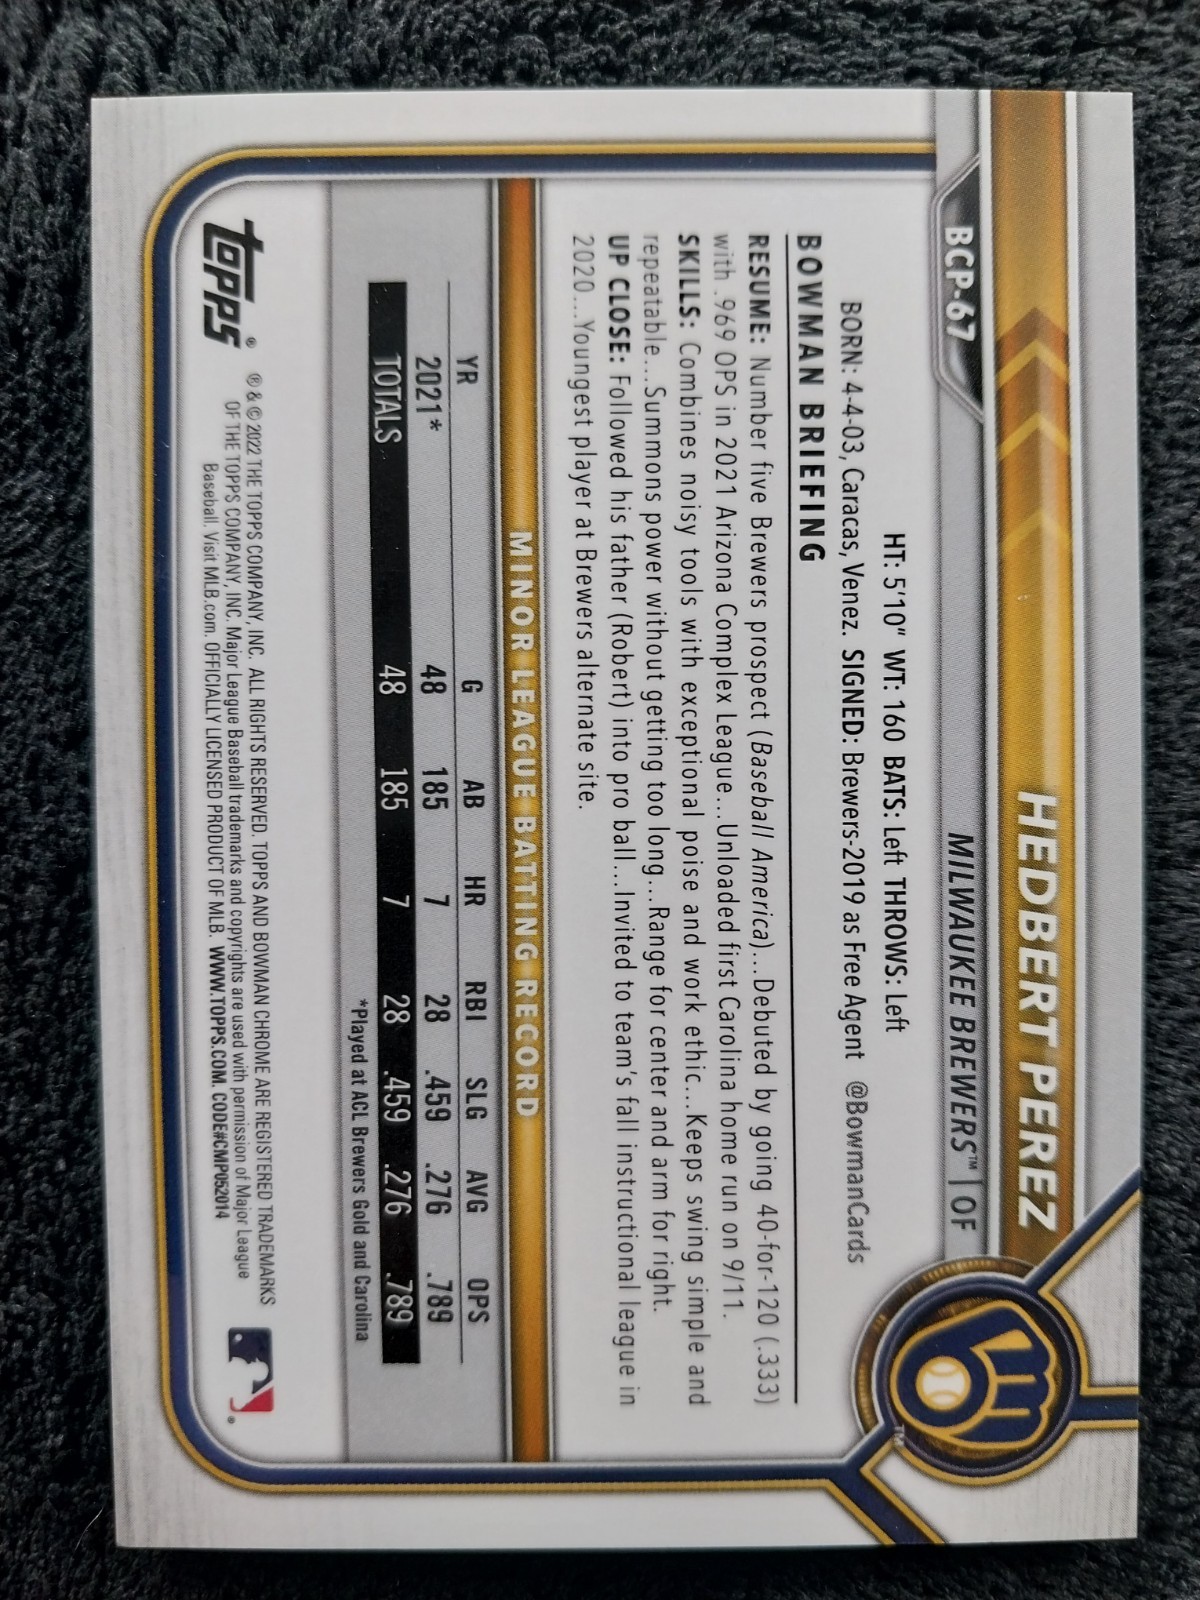 BCP-67
HEDBERT PEREZ
MILWAUKEE BREWERS™ | OF
HT: 5'10" WT: 160 BATS: Left THROWS: Left
BORN: 4-4-03, Caracas, Venez. SIGNED: Brewers-2019 as Free Agent @BowmanCards
BOWMAN BRIEFING
RESUME: Number five Brewers prospect (Baseball America)...Debuted by going 40-for-120 (.333)
with .969 OPS in 2021 Arizona Complex League...Unloaded first Carolina home run on 9/11.
SKILLS: Combines noisy tools with exceptional poise and work ethic...Keeps swing simple and
repeatable...Summons power without getting too long...Range for center and arm for right.
UP CLOSE: Followed his father (Robert) into pro ball...Invited to team's fall instructional league in
2020...Youngest player at Brewers alternate site.
MINOR LEAGUE BATTING RECORD
YR G AB HR RBI SLG AVG OPS
2021* 48 185 7 28 .459 .276 .789
TOTALS 48 185 7 28 .459 .276 .789
*Played at ACL Brewers Gold and Carolina
topps®
® & © 2022 THE TOPPS COMPANY, INC. ALL RIGHTS RESERVED. TOPPS AND BOWMAN CHROME ARE REGISTERED TRADEMARKS
OF THE TOPPS COMPANY, INC. Major League Baseball trademarks and copyrights are used with permission of Major League
Baseball. Visit MLB.com. OFFICIALLY LICENSED PRODUCT OF MLB. WWW.TOPPS.COM. CODE#CMP052014